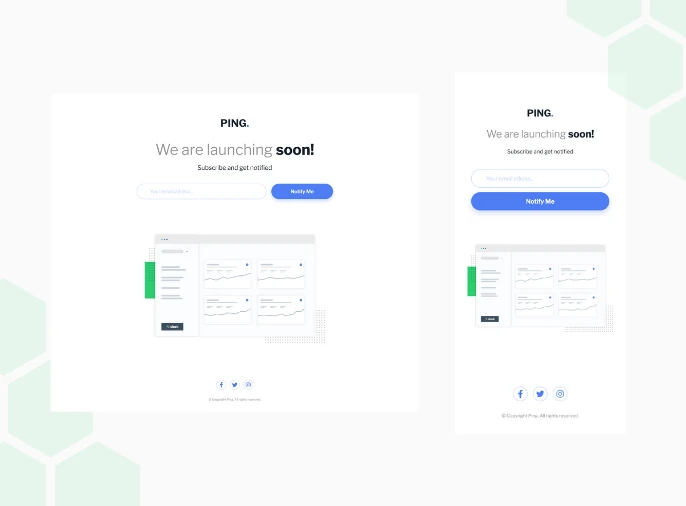 PING.
We are launching soon!
Subscribe and get notified
Your email address...
Notify Me
© Copyright Ping. All rights reserved.
PING.
We are launching soon!
Subscribe and get notified
Your email address...
Notify Me
© Copyright Ping. All rights reserved.